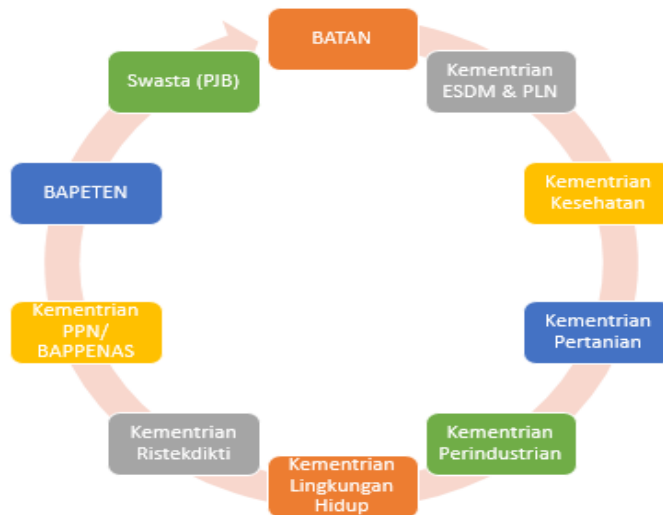 BATAN
Kementrian
ESDM & PLN
Kementrian
Kesehatan
Kementrian
Pertanian
Kementrian
Perindustrian
Kementrian
Lingkungan
Hidup
Kementrian
Ristekdikti
Kementrian
PPN/
BAPPENAS
BAPETEN
Swasta (PJB)